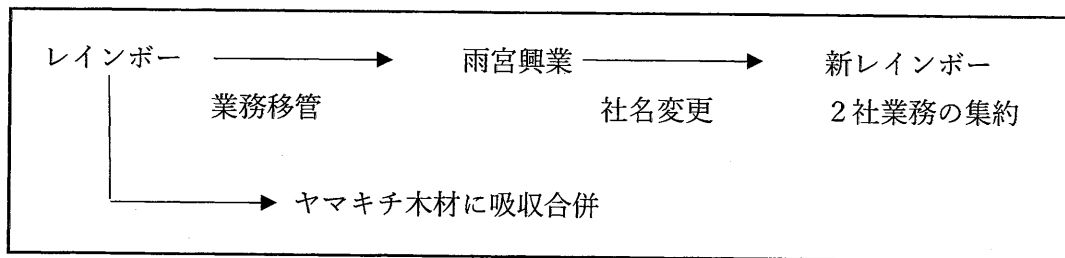 レインボー 雨宮興業 新レインボー
業務移管 社名変更 2社業務の集約
ヤマキチ木材に吸収合併